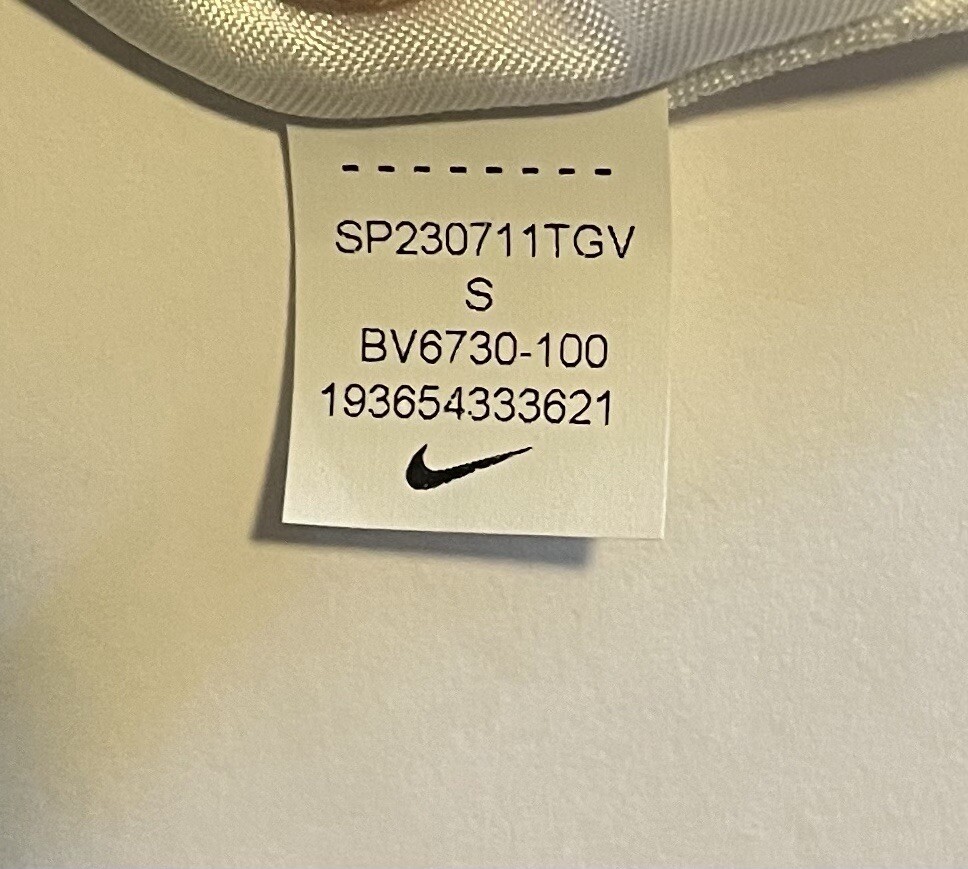 --------
SP230711TGV
S
BV6730-100
193654333621